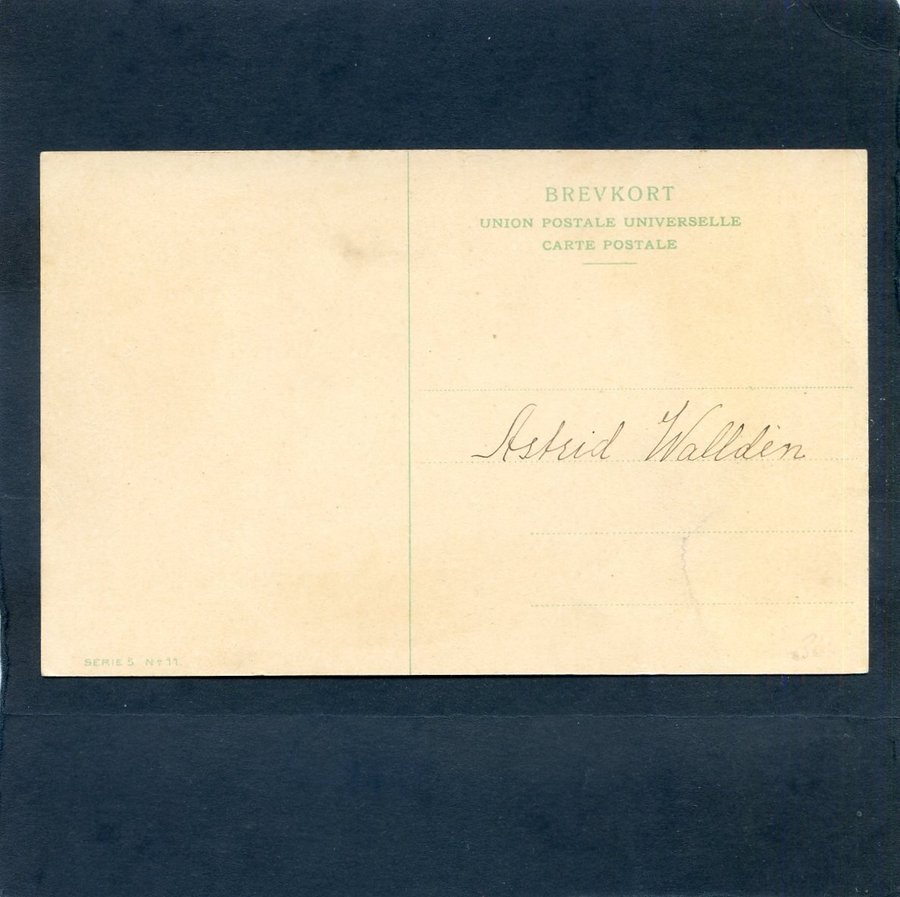 BREVKORT
UNION POSTALE UNIVERSELLE
CARTE POSTALE
Astrid Walldén
SERIE 5 No 11